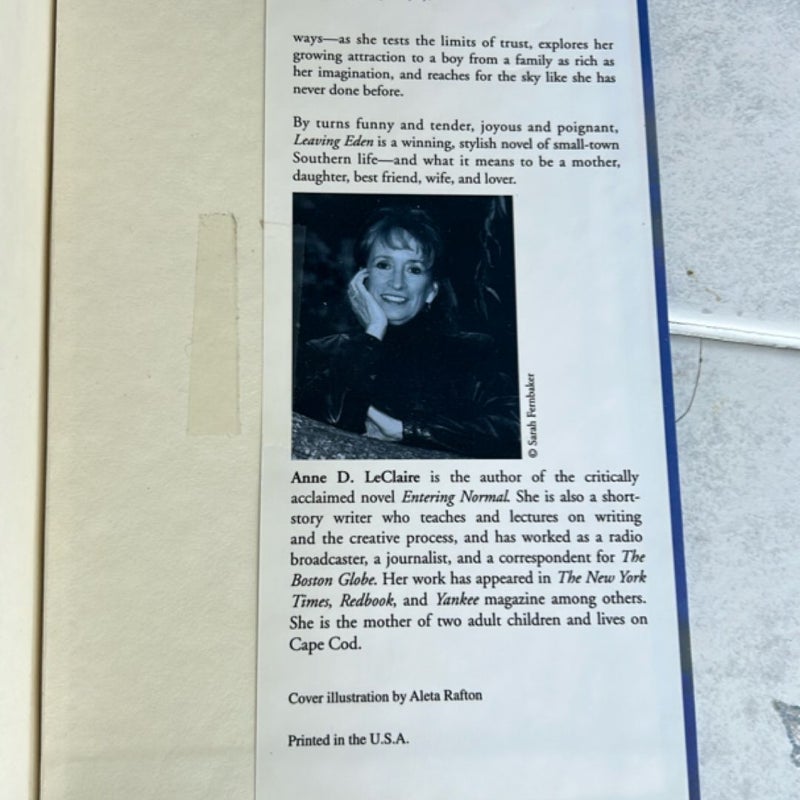 ways—as she tests the limits of trust, explores her
growing attraction to a boy from a family as rich as
her imagination, and reaches for the sky like she has
never done before.
By turns funny and tender, joyous and poignant,
Leaving Eden is a winning, stylish novel of small-town
Southern life—and what it means to be a mother,
daughter, best friend, wife, and lover.
© Sarah Fernbaker
Anne D. LeClaire is the author of the critically
acclaimed novel Entering Normal. She is also a short-
story writer who teaches and lectures on writing
and the creative process, and has worked as a radio
broadcaster, a journalist, and a correspondent for The
Boston Globe. Her work has appeared in The New York
Times, Redbook, and Yankee magazine among others.
She is the mother of two adult children and lives on
Cape Cod.
Cover illustration by Aleta Rafton
Printed in the U.S.A.